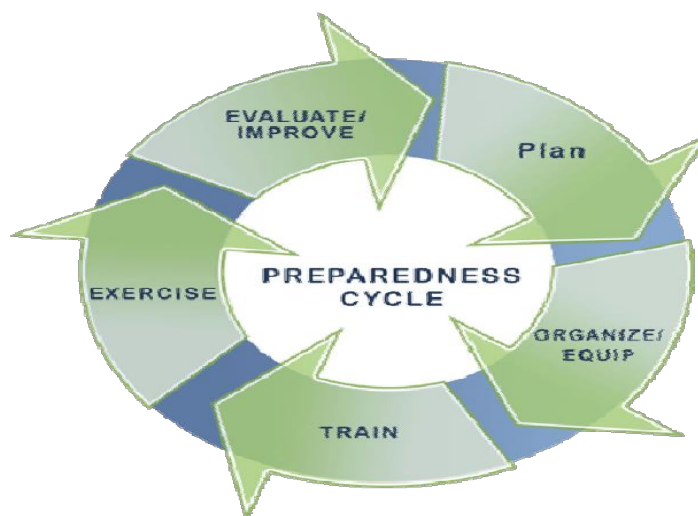 EVALUATE/
IMPROVE
Plan
PREPAREDNESS
CYCLE
EXERCISE
ORGANIZE/
EQUIP
TRAIN